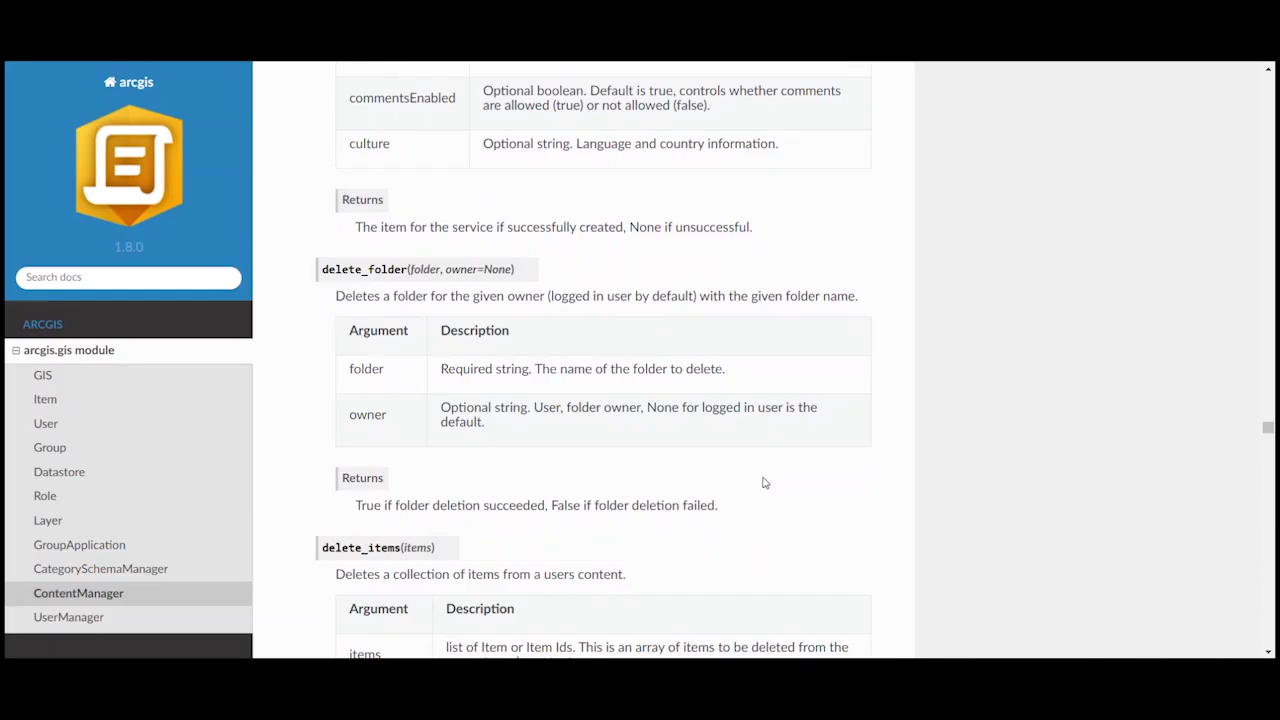 arcgis
1.8.0
Search docs
ARCGIS
arcgis.gis module
GIS
Item
User
Group
Datastore
Role
Layer
GroupApplication
CategorySchemaManager
ContentManager
UserManager
commentsEnabled
Optional boolean. Default is true, controls whether comments
are allowed (true) or not allowed (false).
culture
Optional string. Language and country information.
Returns
The item for the service if successfully created, None if unsuccessful.
delete_folder(folder, owner=None)
Deletes a folder for the given owner (logged in user by default) with the given folder name.
Argument
Description
folder
Required string. The name of the folder to delete.
owner
Optional string. User, folder owner, None for logged in user is the
default.
Returns
True if folder deletion succeeded, False if folder deletion failed.
delete_items(items)
Deletes a collection of items from a users content.
Argument
Description
items
list of Item or Item Ids. This is an array of items to be deleted from the